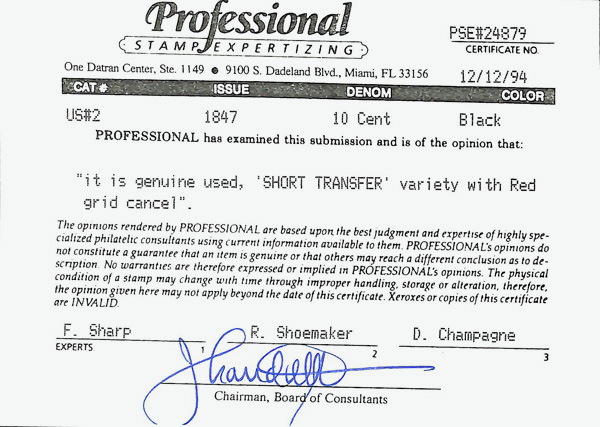 Professional
STAMP EXPERTIZING
PSE#24879
CERTIFICATE NO.
One Datran Center, Ste. 1149 ● 9100 S. Dadeland Blvd., Miami, FL 33156
12/12/94
CAT # ISSUE DENOM COLOR
US#2 1847 10 Cent Black
PROFESSIONAL has examined this submission and is of the opinion that:
"it is genuine used, 'SHORT TRANSFER' variety with Red
grid cancel".
The opinions rendered by PROFESSIONAL are based upon the best judgment and expertise of highly spe-
cialized philatelic consultants using current information available to them. PROFESSIONAL'S opinions do
not constitute a guarantee that an item is genuine or that others may reach a different conclusion as to de-
scription. No warranties are therefore expressed or implied in PROFESSIONAL'S opinions. The physical
condition of a stamp may change with time through improper handling, storage or alteration, therefore,
the opinion given here may not apply beyond the date of this certificate. Xeroxes or copies of this certificate
are INVALID.
F. Sharp R. Shoemaker D. Champagne
EXPERTS 1 2 3
Chairman, Board of Consultants